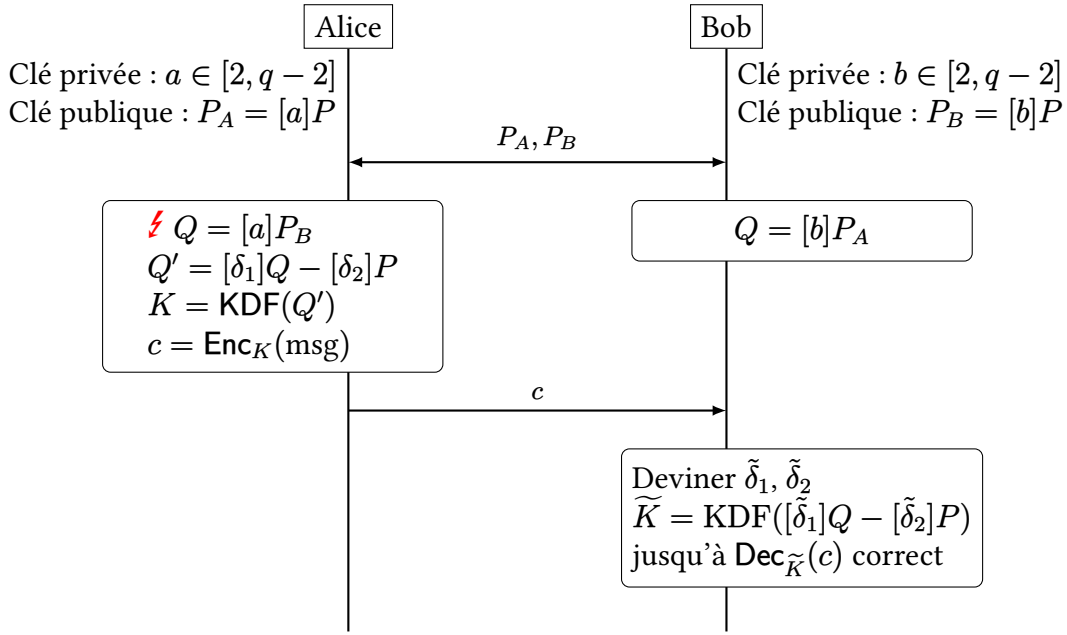 Alice
Bob
Clé privée : a ∈ [2, q − 2]
Clé publique : P_A = [a]P
Clé privée : b ∈ [2, q − 2]
Clé publique : P_B = [b]P
P_A, P_B
Q = [a]P_B
Q′ = [δ₁]Q − [δ₂]P
K = KDF(Q′)
c = Enc_K(msg)
Q = [b]P_A
c
Deviner δ̃₁, δ̃₂
K̃ = KDF([δ̃₁]Q − [δ̃₂]P)
jusqu'à Dec_K̃(c) correct